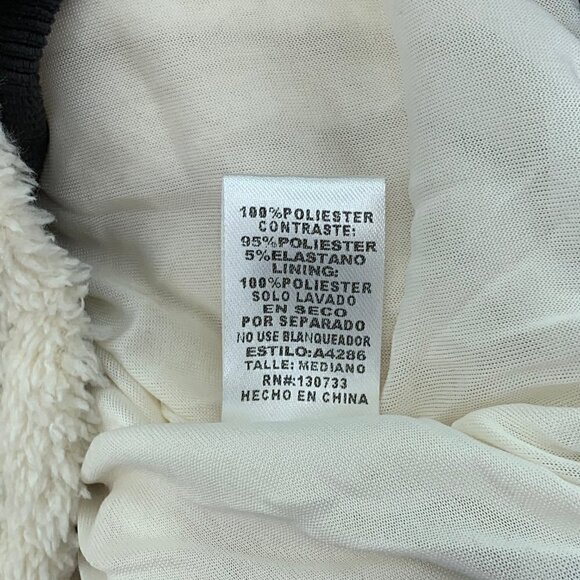 100%POLIESTER
CONTRASTE:
95%POLIESTER
5%ELASTANO
LINING:
100%POLIESTER
SOLO LAVADO
EN SECO
POR SEPARADO
NO USE BLANQUEADOR
ESTILO:A4286
TALLE: MEDIANO
RN#:130733
HECHO EN CHINA